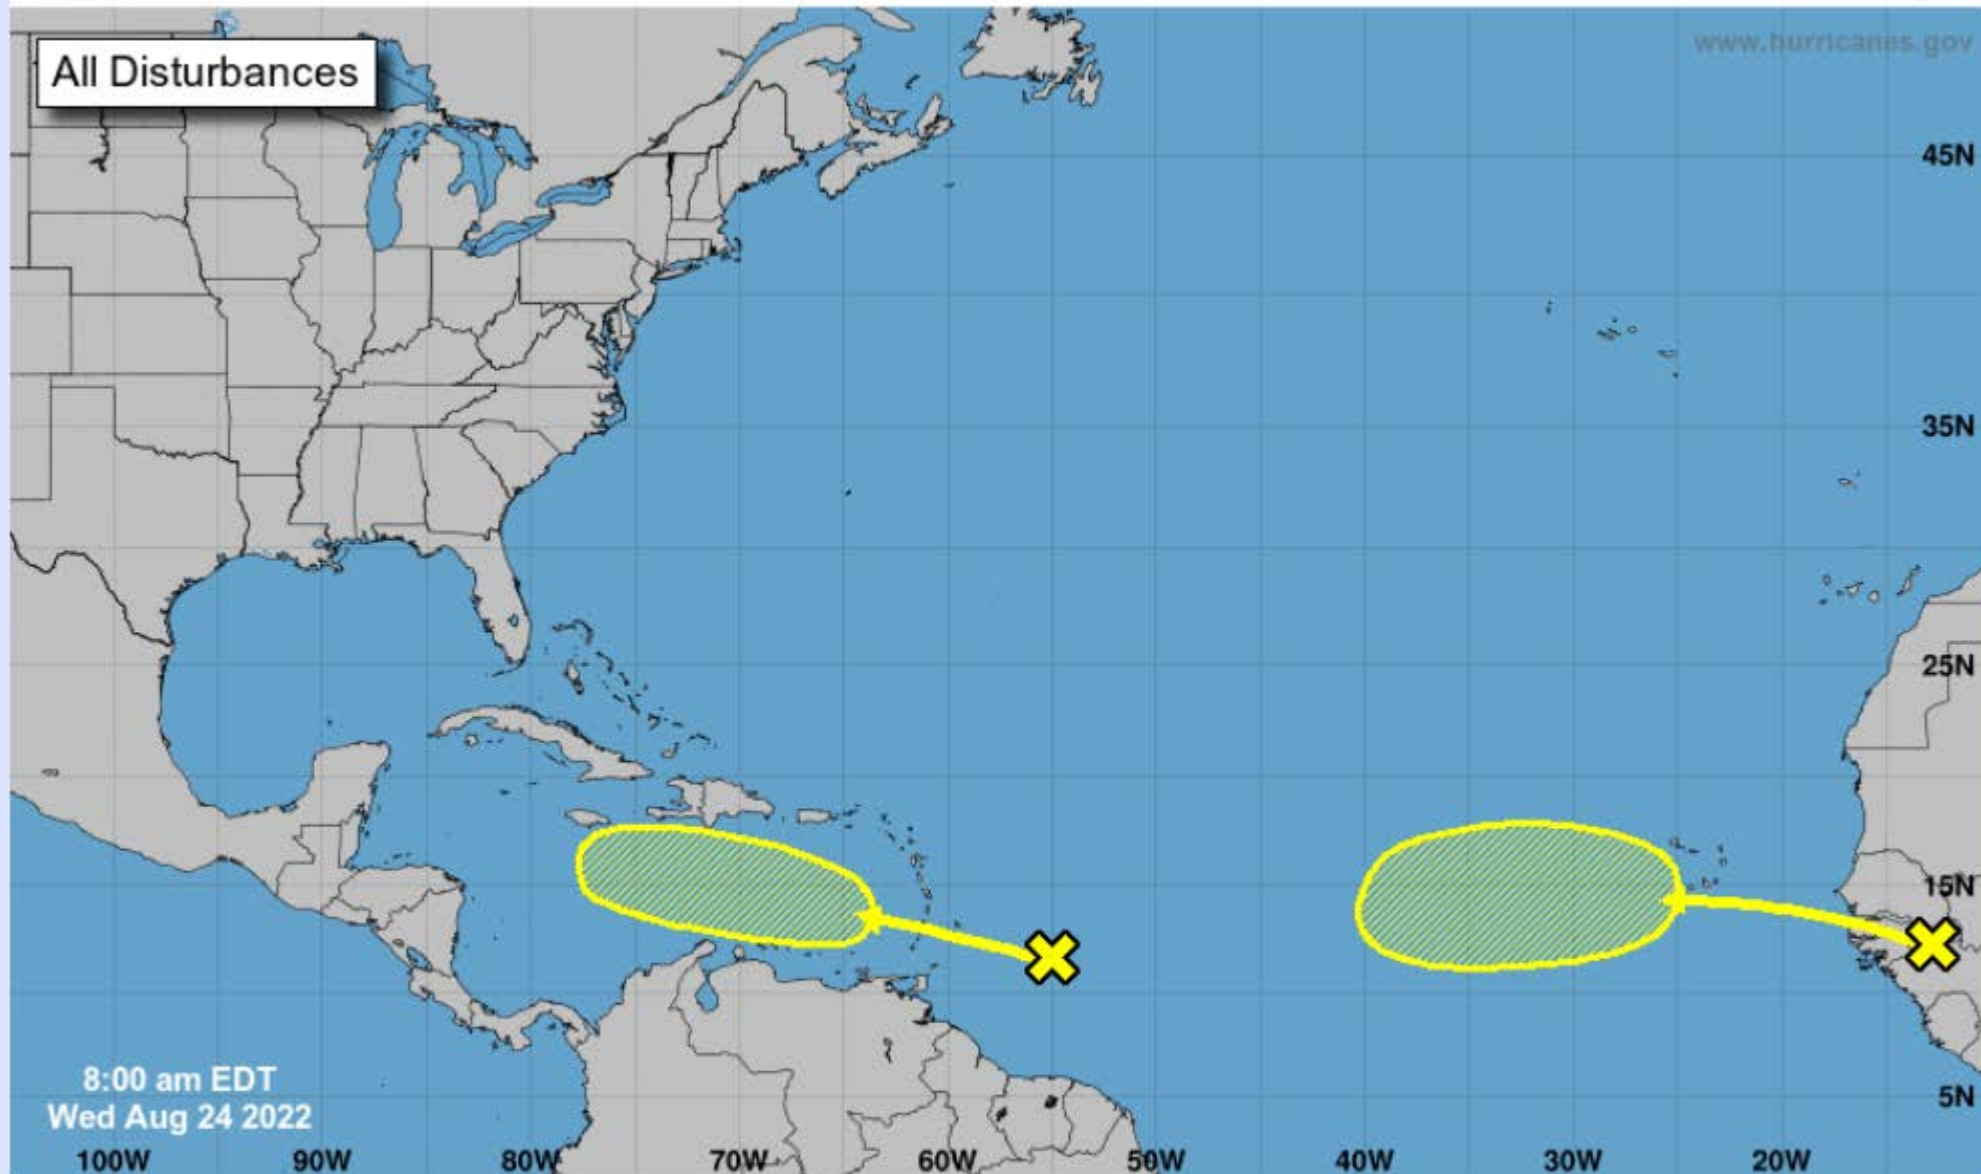 All Disturbances
www.hurricanes.gov
45N
35N
25N
15N
5N
8:00 am EDT
Wed Aug 24 2022
100W 90W 80W 70W 60W 50W 40W 30W 20W